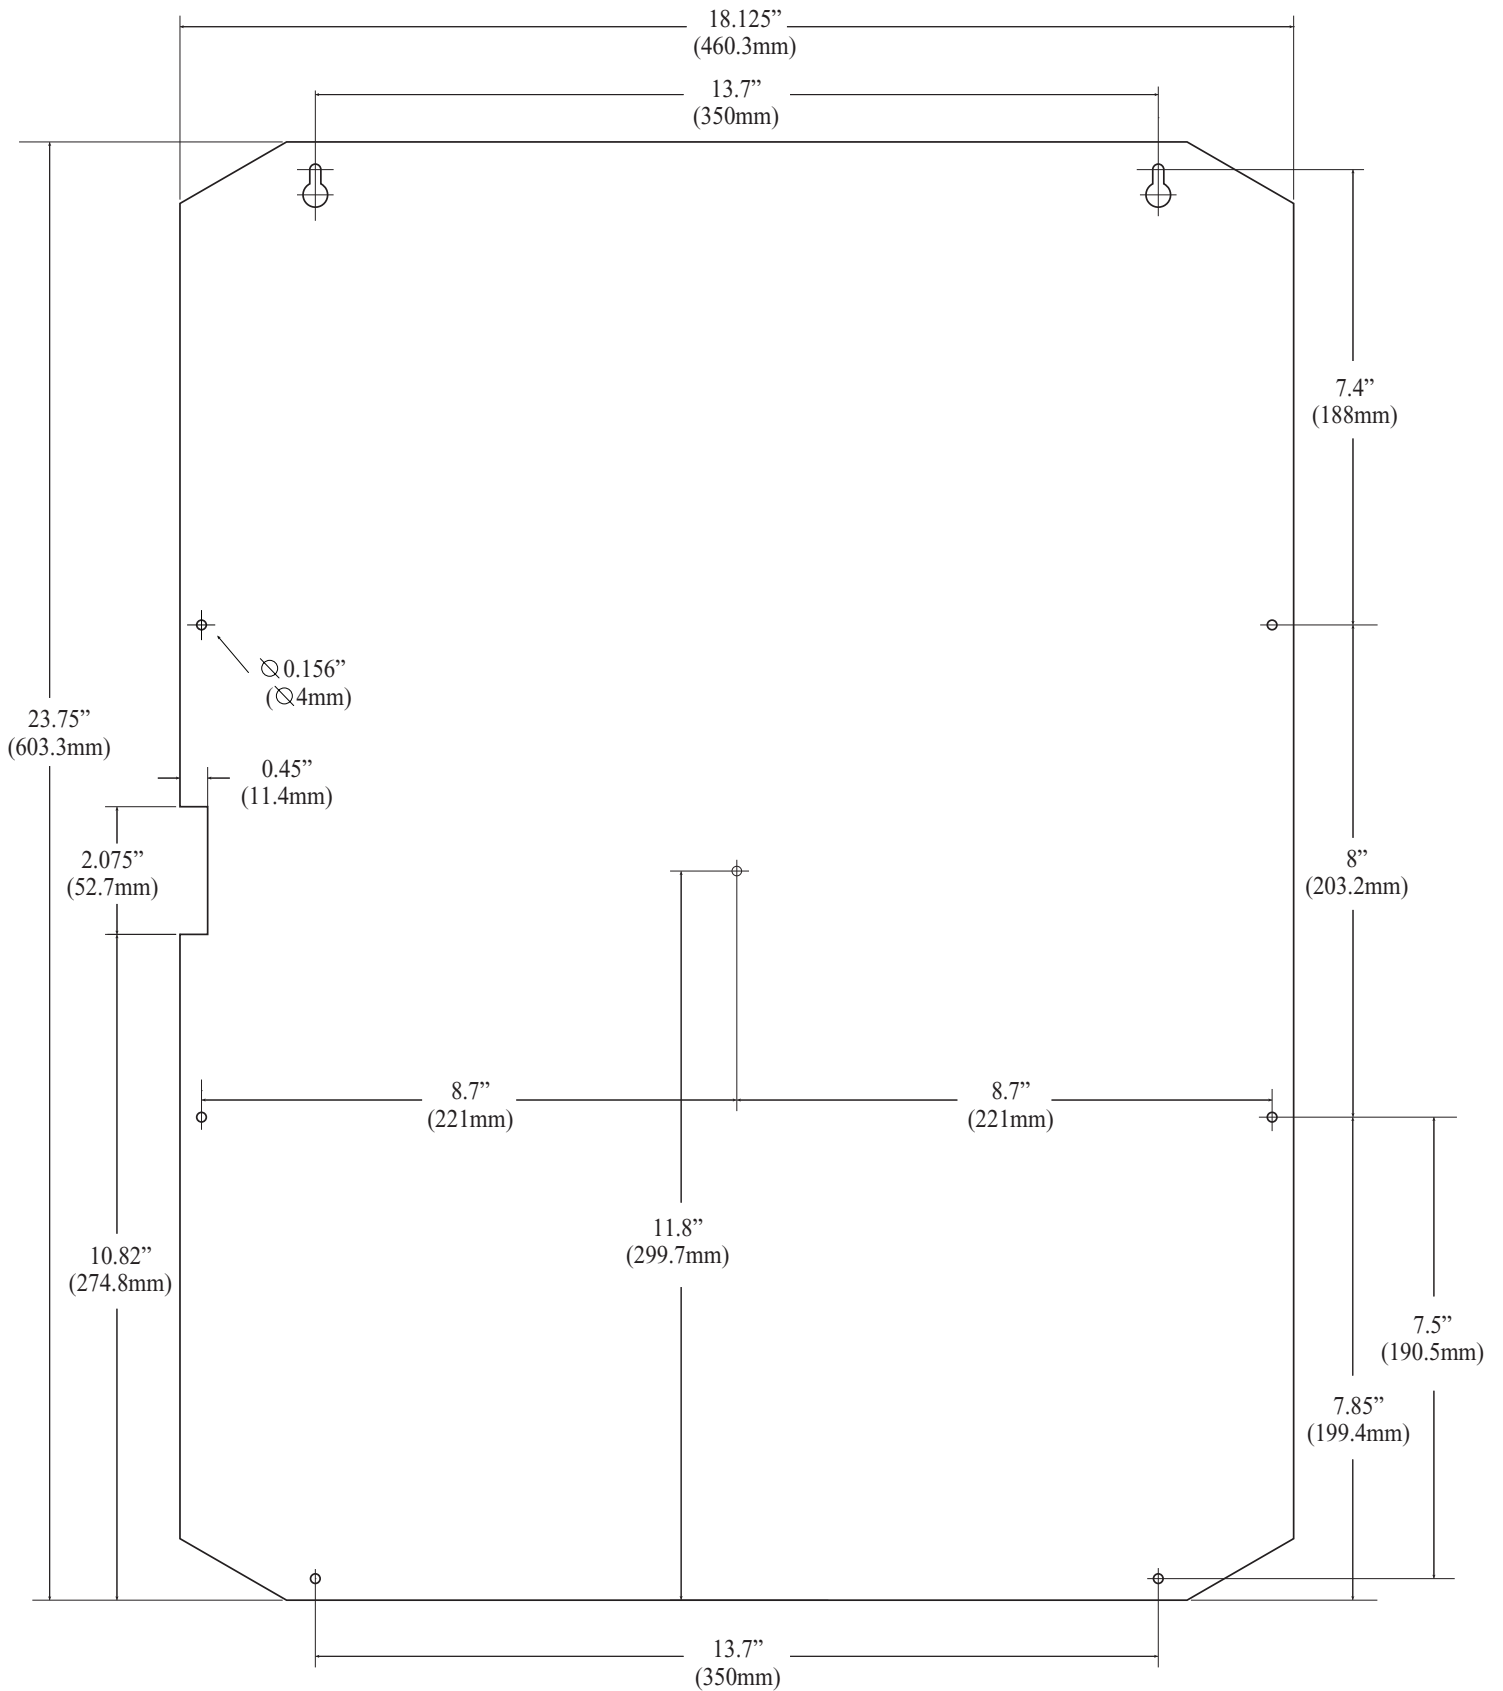 18.125”
(460.3mm)
13.7”
(350mm)
7.4”
(188mm)
∅0.156”
(∅4mm)
23.75”
(603.3mm)
0.45”
(11.4mm)
2.075”
(52.7mm)
8”
(203.2mm)
8.7”
(221mm)
8.7”
(221mm)
11.8”
(299.7mm)
10.82”
(274.8mm)
7.5”
(190.5mm)
7.85”
(199.4mm)
13.7”
(350mm)